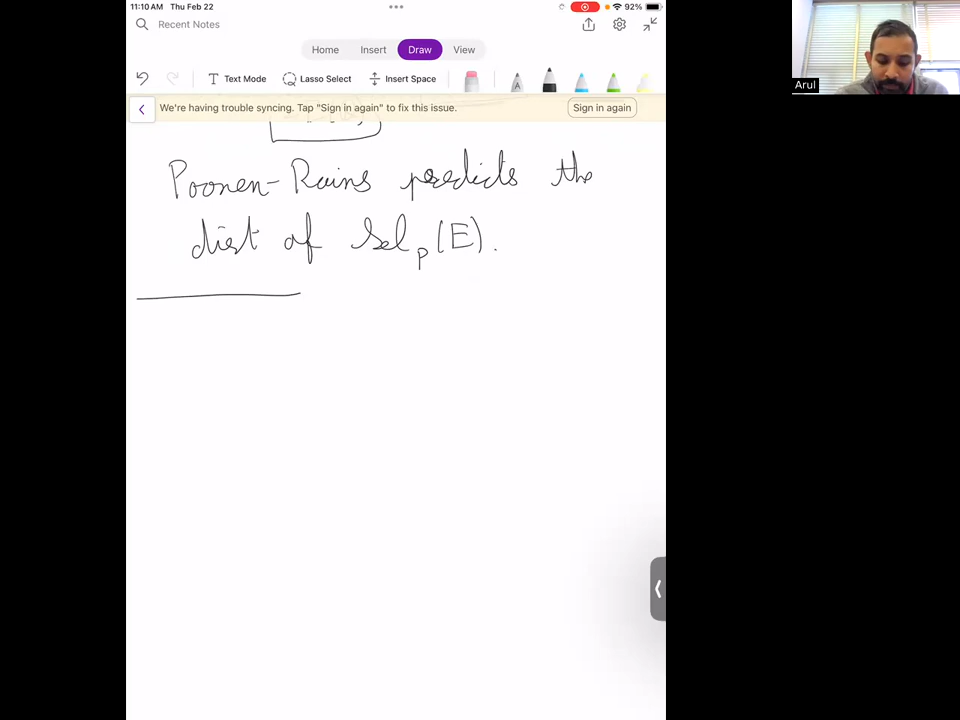 11:10 AM Thu Feb 22
92%
Recent Notes
Home Insert Draw View
Text Mode Lasso Select Insert Space
We're having trouble syncing. Tap "Sign in again" to fix this issue.
Sign in again
Arul
Poonen-Rains predicts the
dist of Sel_p(E).